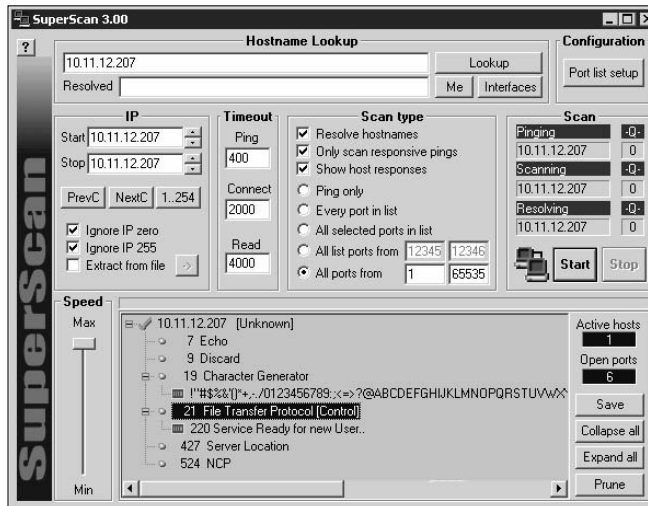 SuperScan 3.00
?
SuperScan
Hostname Lookup
10.11.12.207
Lookup
Resolved
Me
Interfaces
Configuration
Port list setup
IP
Start 10.11.12.207
Stop 10.11.12.207
PrevC
NextC
1..254
Ignore IP zero
Ignore IP 255
Extract from file
->
Timeout
Ping
400
Connect
2000
Read
4000
Scan type
Resolve hostnames
Only scan responsive pings
Show host responses
Ping only
Every port in list
All selected ports in list
All list ports from 12345 12346
All ports from 1 65535
Scan
Pinging -Q-
10.11.12.207 0
Scanning -Q-
10.11.12.207 0
Resolving -Q-
10.11.12.207 0
Start
Stop
Speed
Max
Min
10.11.12.207 [Unknown]
7 Echo
9 Discard
19 Character Generator
!"#$%&'()*+,-./0123456789:;<=>?@ABCDEFGHIJKLMNOPQRSTUVWX
21 File Transfer Protocol [Control]
220 Service Ready for new User..
427 Server Location
524 NCP
Active hosts
1
Open ports
6
Save
Collapse all
Expand all
Prune